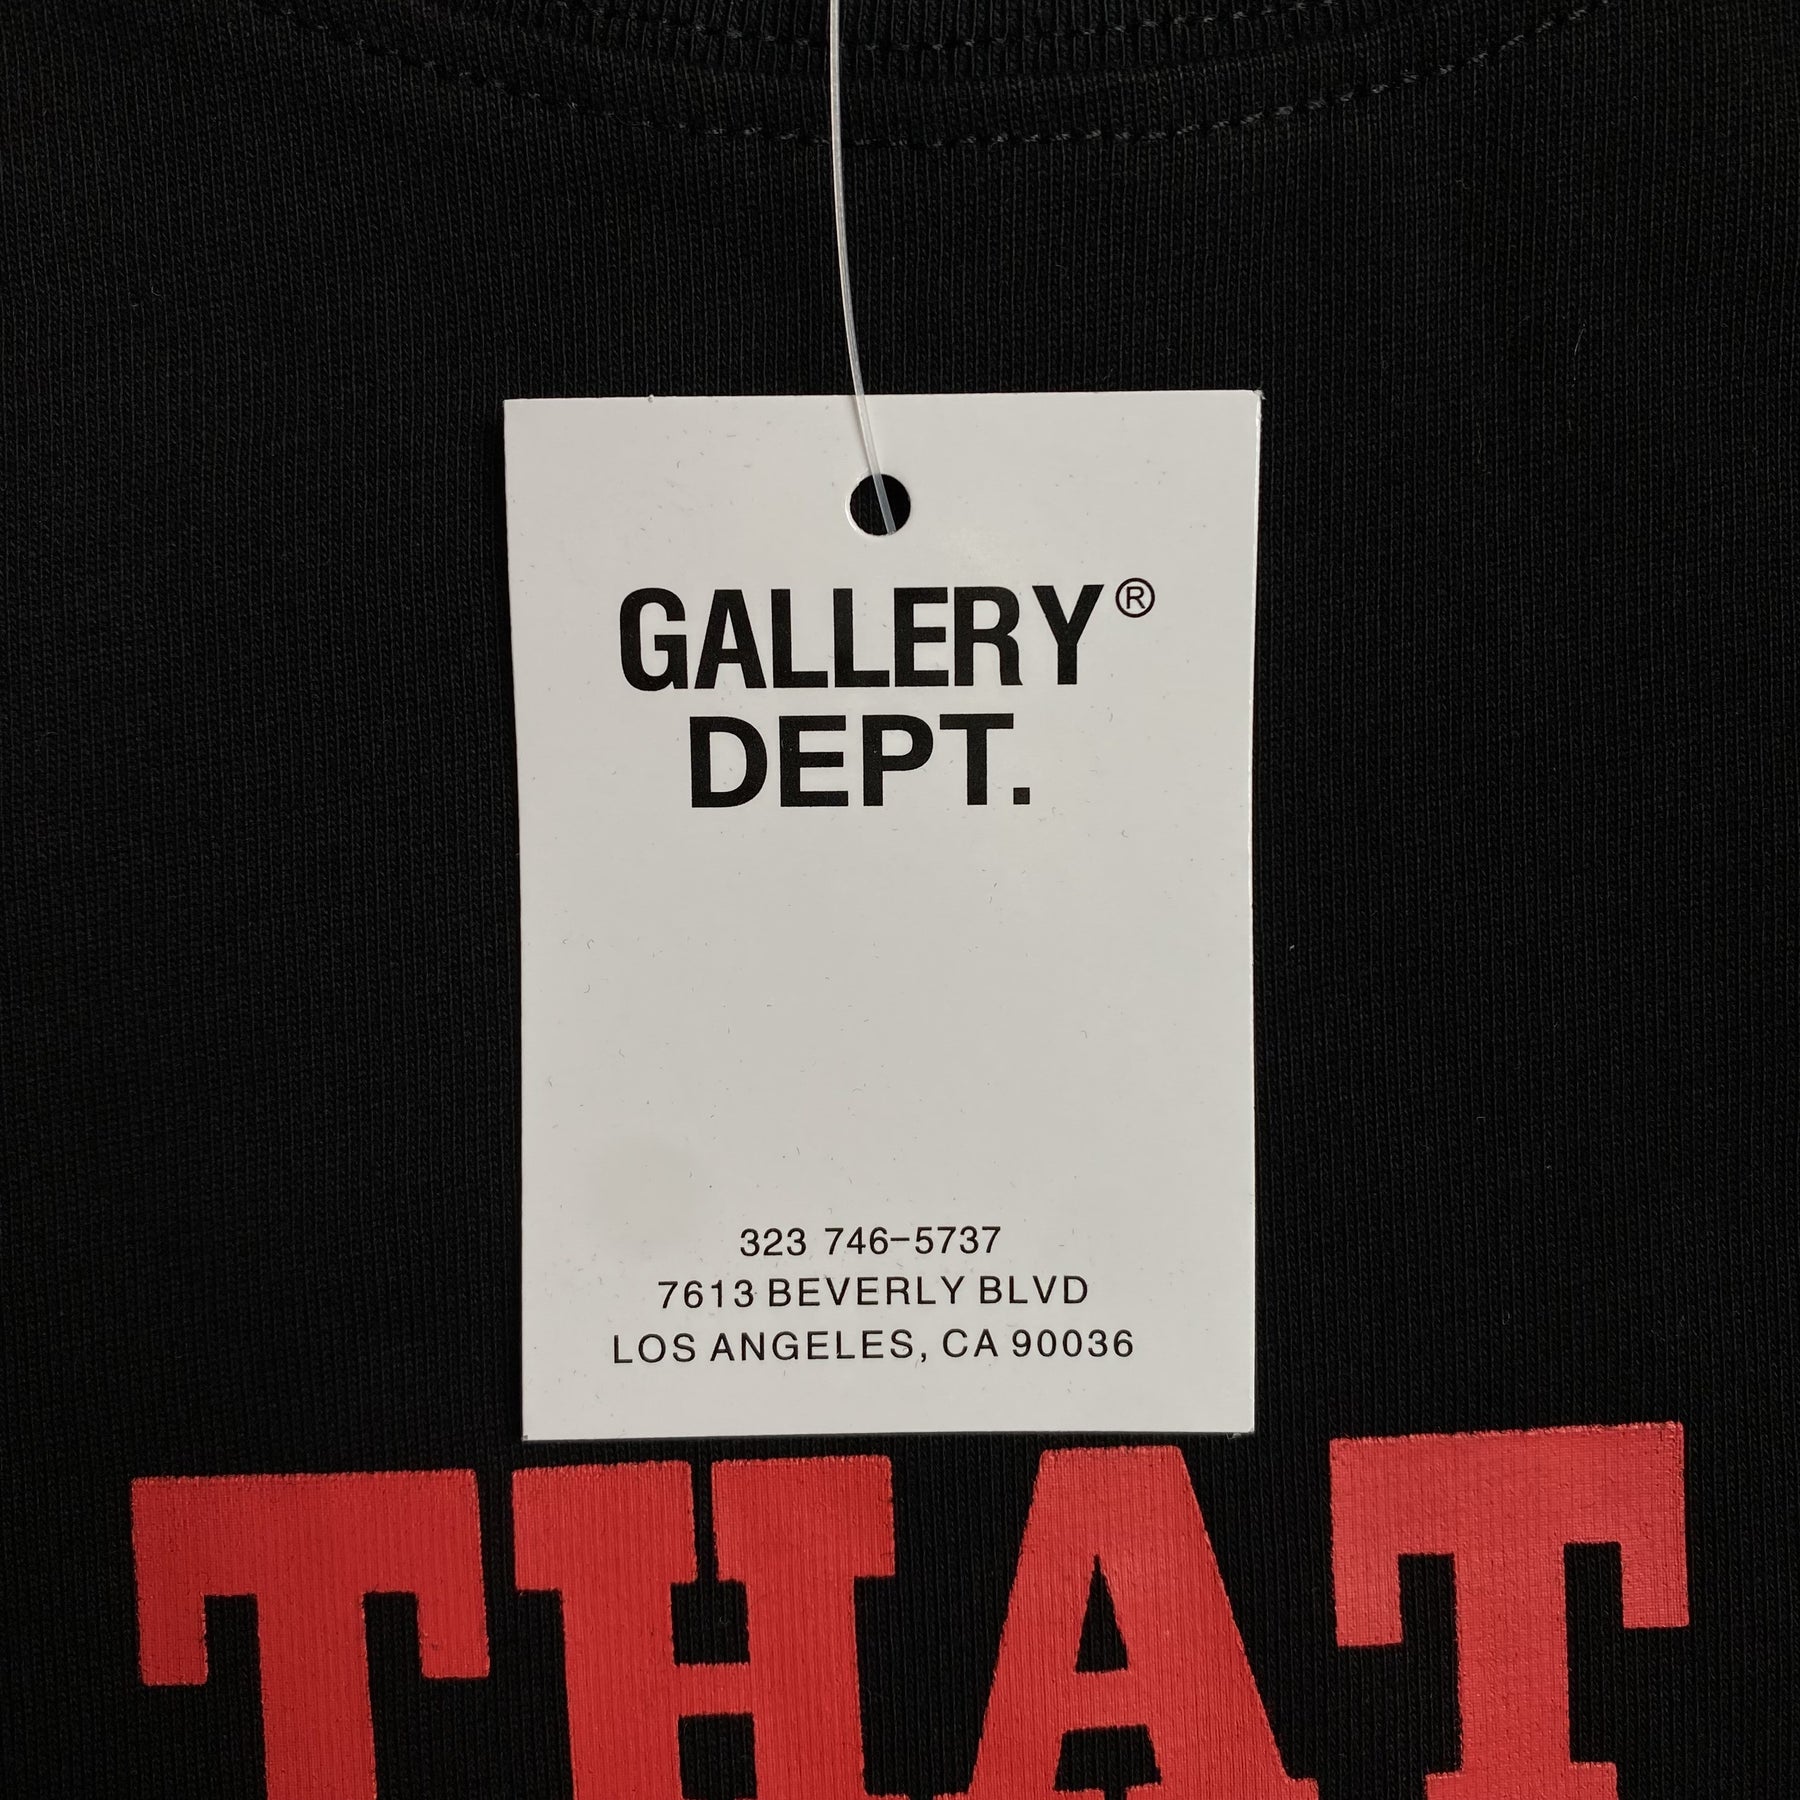 GALLERY®
DEPT.
323 746-5737
7613 BEVERLY BLVD
LOS ANGELES, CA 90036
THAT